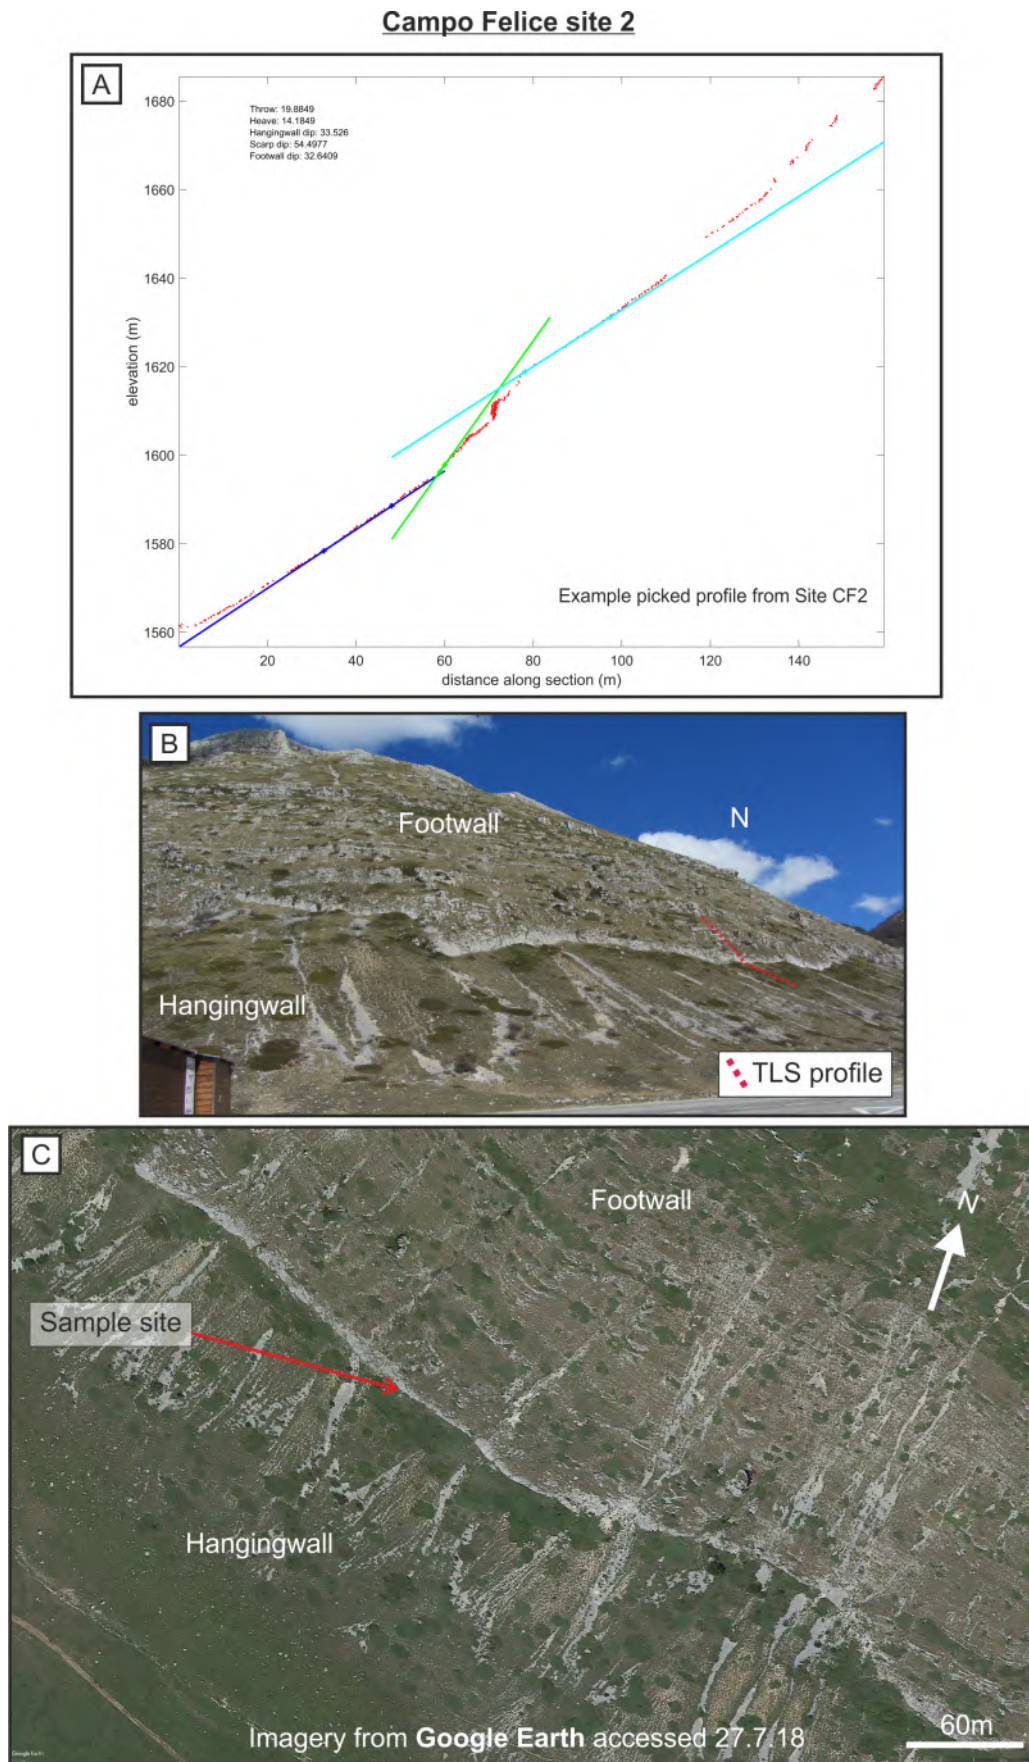 Campo Felice site 2
A
Throw: 19.8849
Heave: 14.1849
Hangingwall dip: 33.526
Scarp dip: 54.4977
Footwall dip: 32.6409
1680
1660
1640
1620
1600
1580
1560
elevation (m)
Example picked profile from Site CF2
20 40 60 80 100 120 140
distance along section (m)
B
Footwall
N
Hangingwall
TLS profile
C
Footwall
N
Sample site
Hangingwall
Imagery from Google Earth accessed 27.7.18
60m
Google Earth